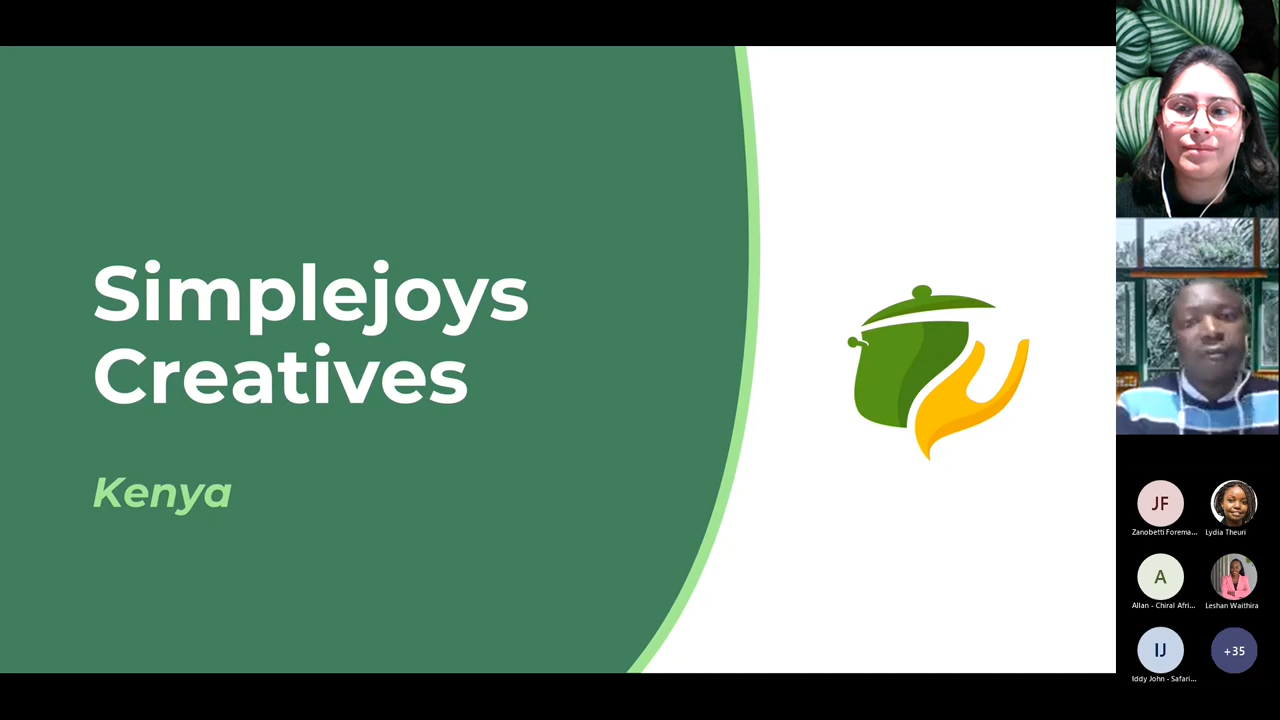 Simplejoys
Creatives
Kenya
JF
Zanobetti Forema...
Lydia Theuri
A
Allan - Chiral Afri...
Leshan Waithira
IJ
+35
Iddy John - Safari...